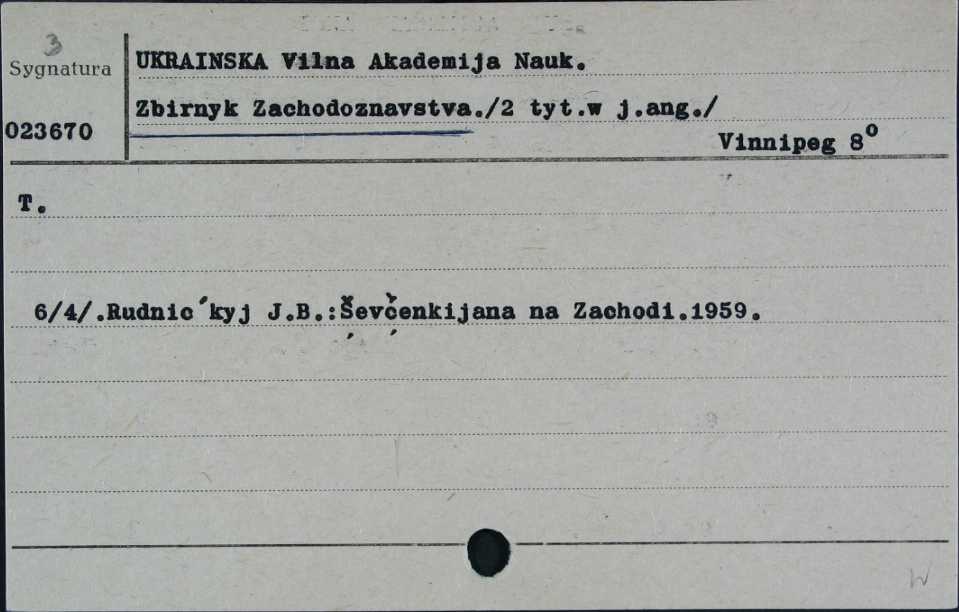 3
Sygnatura
UKRAINSKA Vilna Akademija Nauk.
Zbirnyk Zachodoznavstva./2 tyt.w j.ang./
023670
Vinnipeg 8º
T.
6/4/.Rudnic´kyj J.B.:Ševčenkijana na Zachodi.1959.
W